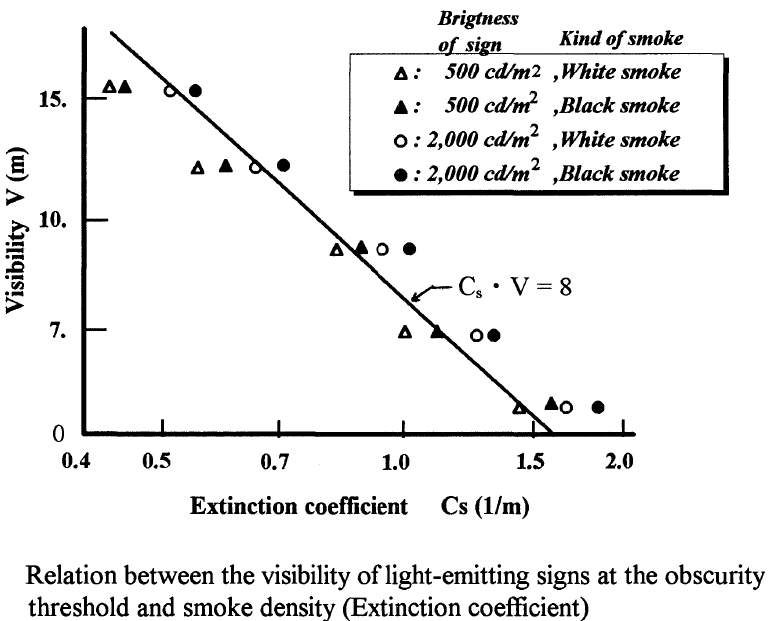 Brigtness
of sign Kind of smoke
△ : 500 cd/m2 ,White smoke
▲ : 500 cd/m² ,Black smoke
○ : 2,000 cd/m² ,White smoke
● : 2,000 cd/m² ,Black smoke
Visibility V (m)
15.
10.
7.
0
Cₛ · V = 8
0.4 0.5 0.7 1.0 1.5 2.0
Extinction coefficient Cs (1/m)
Relation between the visibility of light-emitting signs at the obscurity
threshold and smoke density (Extinction coefficient)